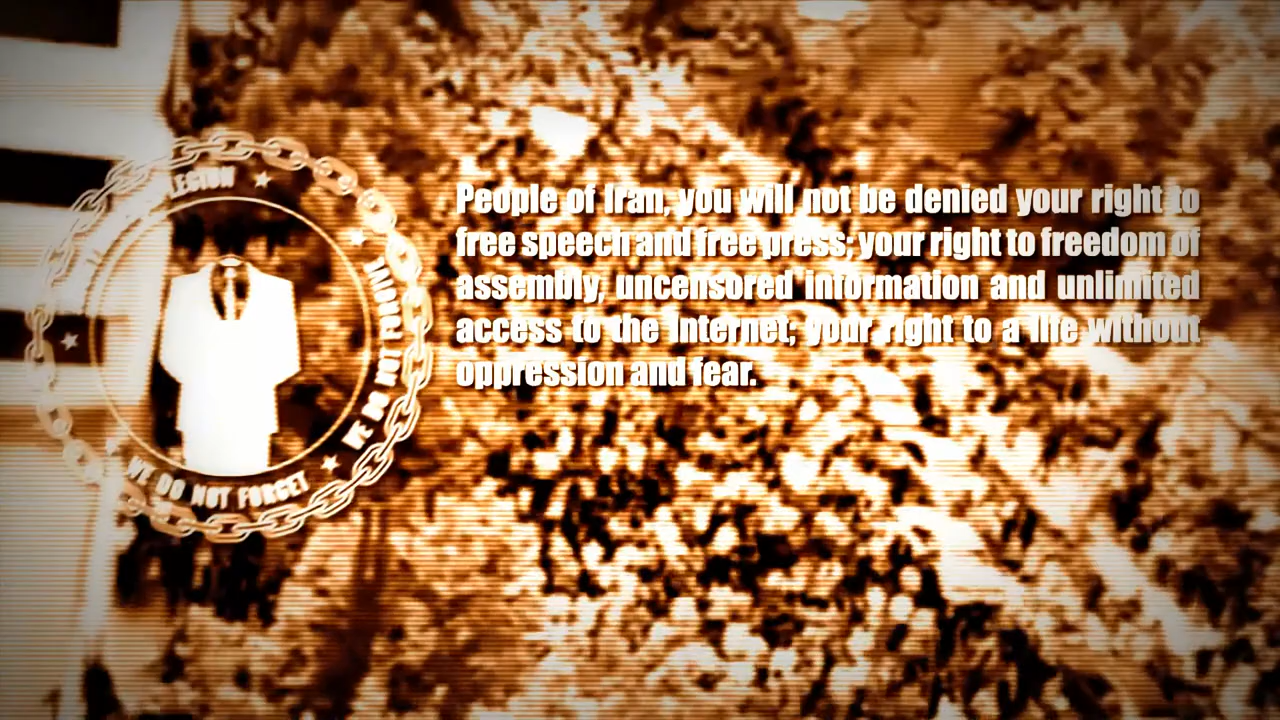 LEGION
WE DO NOT FORGIVE
WE DO NOT FORGET
People of Iran, you will not be denied your right to
free speech and free press; your right to freedom of
assembly, uncensored information and unlimited
access to the Internet; your right to a life without
oppression and fear.